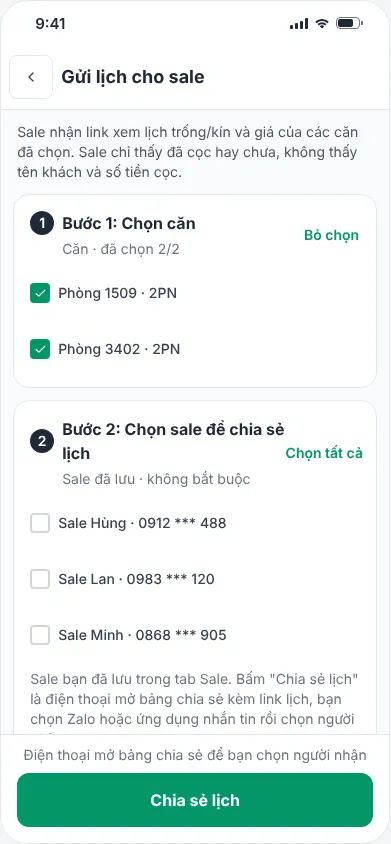 9:41
Gửi lịch cho sale
Sale nhận link xem lịch trống/kín và giá của các căn
đã chọn. Sale chỉ thấy đã cọc hay chưa, không thấy
tên khách và số tiền cọc.
1 Bước 1: Chọn căn
Bỏ chọn
Căn · đã chọn 2/2
Phòng 1509 · 2PN
Phòng 3402 · 2PN
2 Bước 2: Chọn sale để chia sẻ
lịch
Chọn tất cả
Sale đã lưu · không bắt buộc
Sale Hùng · 0912 *** 488
Sale Lan · 0983 *** 120
Sale Minh · 0868 *** 905
Sale bạn đã lưu trong tab Sale. Bấm "Chia sẻ lịch"
là điện thoại mở bảng chia sẻ kèm link lịch, bạn
chọn Zalo hoặc ứng dụng nhắn tin rồi chọn người
Điện thoại mở bảng chia sẻ để bạn chọn người nhận
Chia sẻ lịch